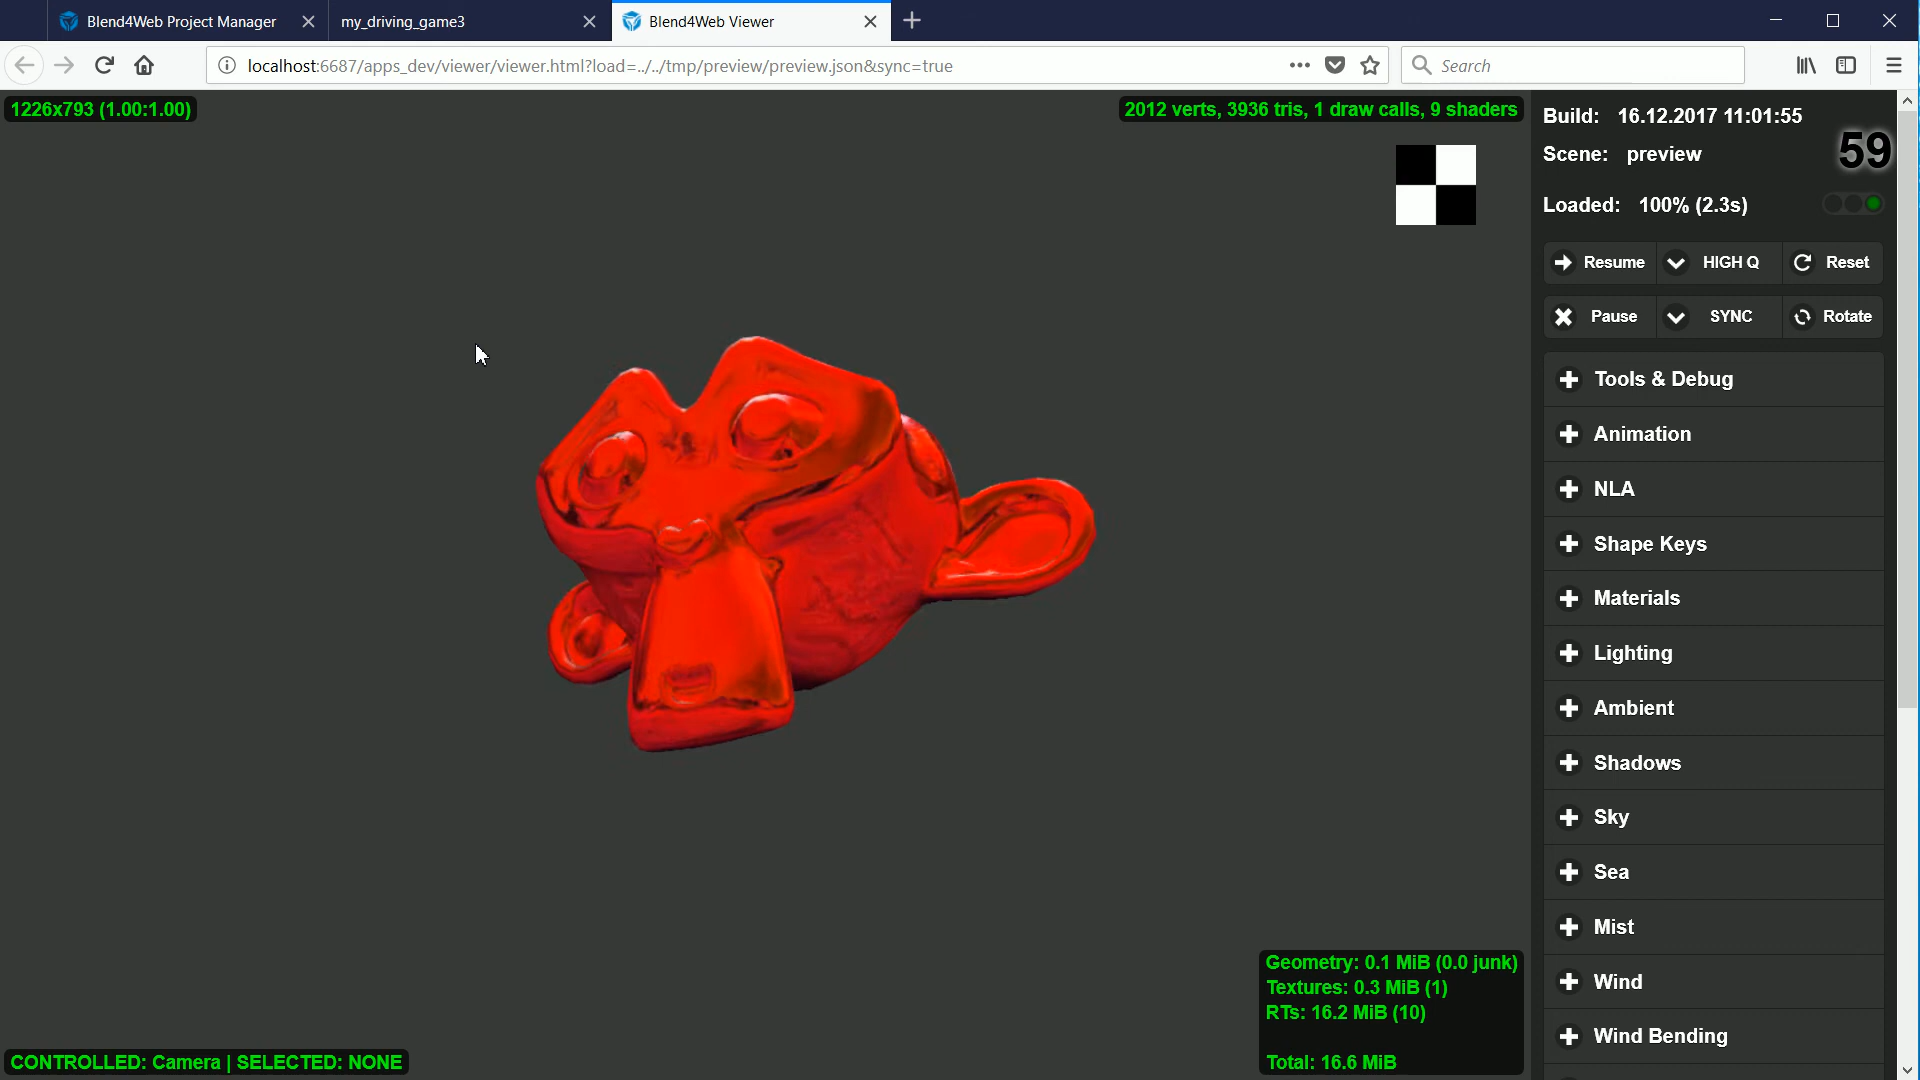 Blend4Web Project Manager
my_driving_game3
Blend4Web Viewer
localhost:6687/apps_dev/viewer/viewer.html?load=../../tmp/preview/preview.json&sync=true
Search
1226x793 (1.00:1.00)
2012 verts, 3936 tris, 1 draw calls, 9 shaders
Build: 16.12.2017 11:01:55
59
Scene: preview
Loaded: 100% (2.3s)
Resume HIGH Q Reset
Pause SYNC Rotate
Tools & Debug
Animation
NLA
Shape Keys
Materials
Lighting
Ambient
Shadows
Sky
Sea
Mist
Wind
Wind Bending
Geometry: 0.1 MiB (0.0 junk)
Textures: 0.3 MiB (1)
RTs: 16.2 MiB (10)
Total: 16.6 MiB
CONTROLLED: Camera | SELECTED: NONE